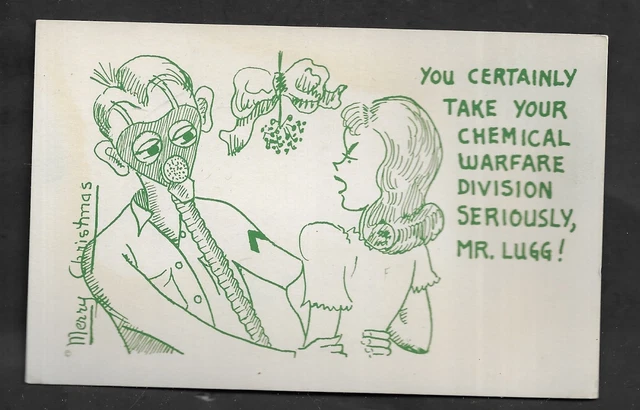 YOU CERTAINLY
TAKE YOUR
CHEMICAL
WARFARE
DIVISION
SERIOUSLY,
MR. LUGG!
Merry Christmas